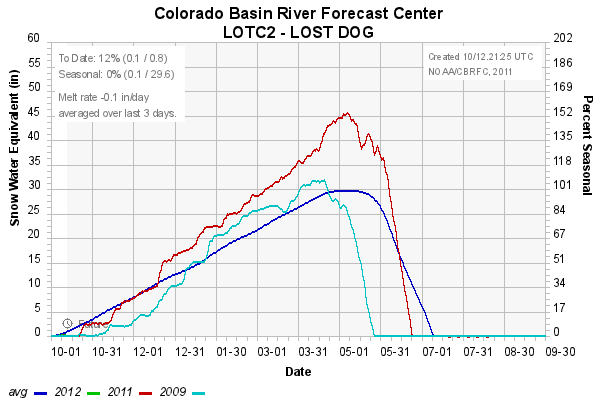 Colorado Basin River Forecast Center
LOTC2 - LOST DOG
To Date: 12% (0.1 / 0.8)
Seasonal: 0% (0.1 / 29.6)
Melt rate -0.1 in/day
averaged over last 3 days.
Created 10/12.21:25 UTC
NOAA/CBRFC, 2011
Snow Water Equivalent (in)
60
55
50
45
40
35
30
25
20
15
10
5
0
Percent Seasonal
202
186
169
152
135
118
101
84
67
51
34
17
0
10-01 10-31 12-01 12-31 01-30 03-01 03-31 05-01 05-31 07-01 07-31 08-30 09-30
Date
avg 2012 2011 2009